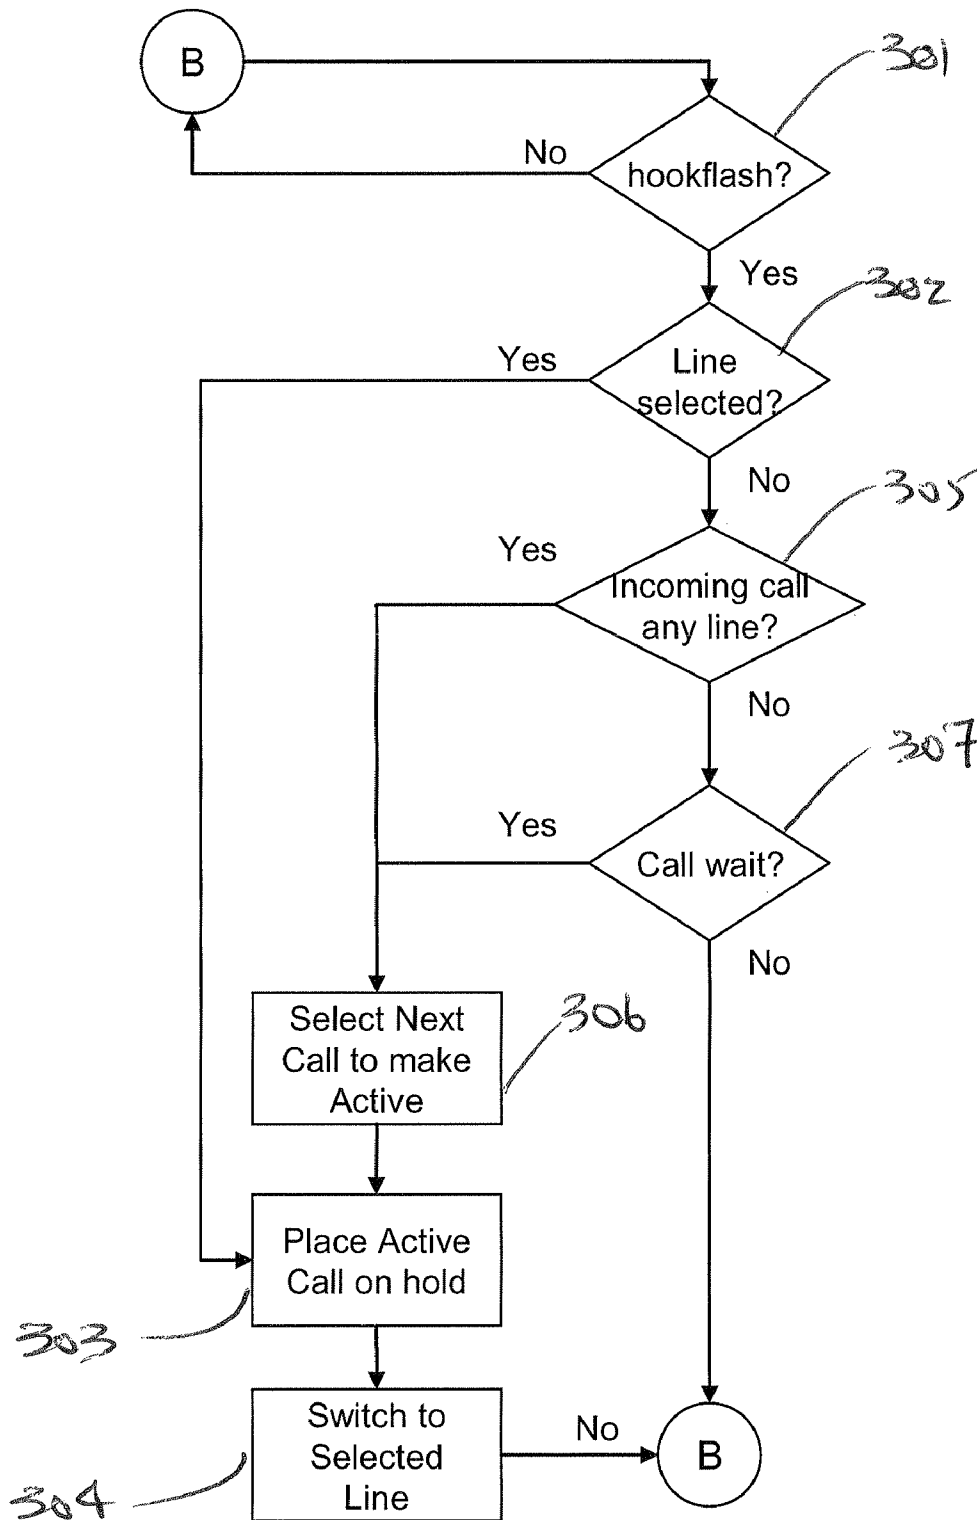 B
301
No
hookflash?
Yes
302
Yes
Line
selected?
No
305
Yes
Incoming call
any line?
No
307
Yes
Call wait?
No
306
Select Next
Call to make
Active
Place Active
Call on hold
303
Switch to
Selected
Line
No
B
304